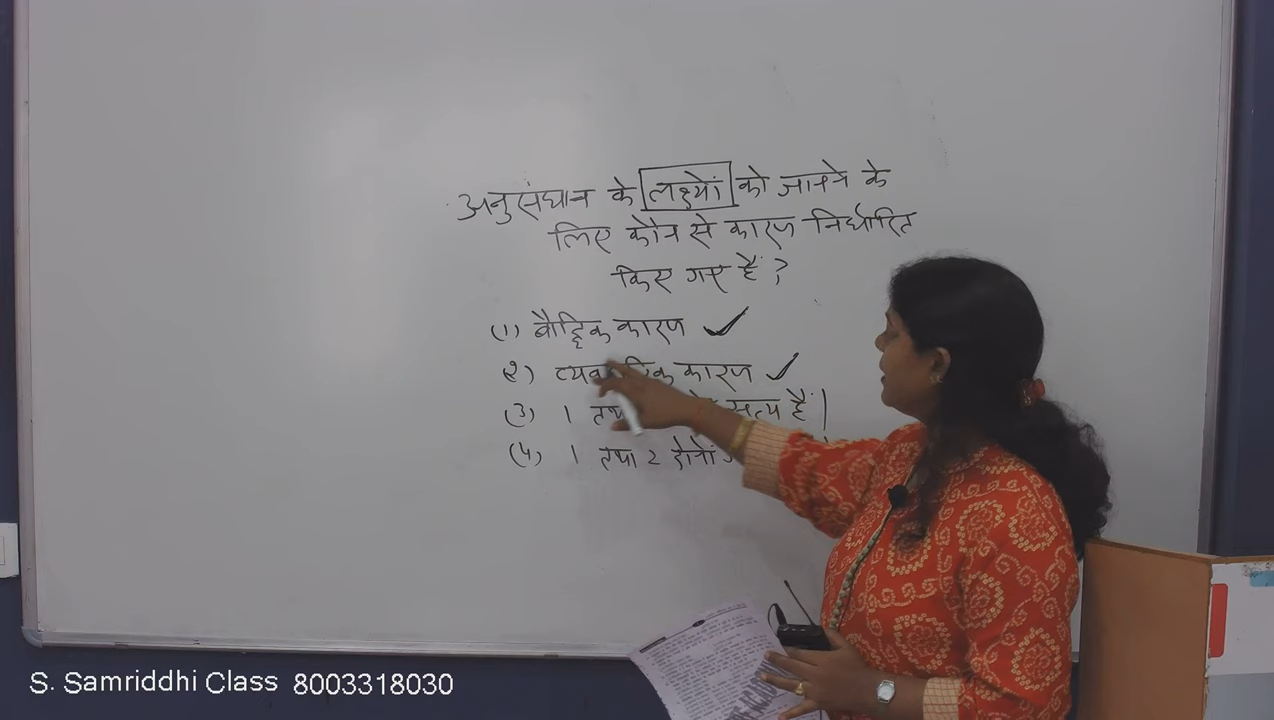 अनुसंधान के लक्ष्यों को जानने के
लिए कौन से कारण निर्धारित
किए गए हैं?
(1) बौद्धिक कारण
(2) कारण
(3) 1 सत्य हैं।
(4) 1 तथा 2 दोनों
S. Samriddhi Class 8003318030